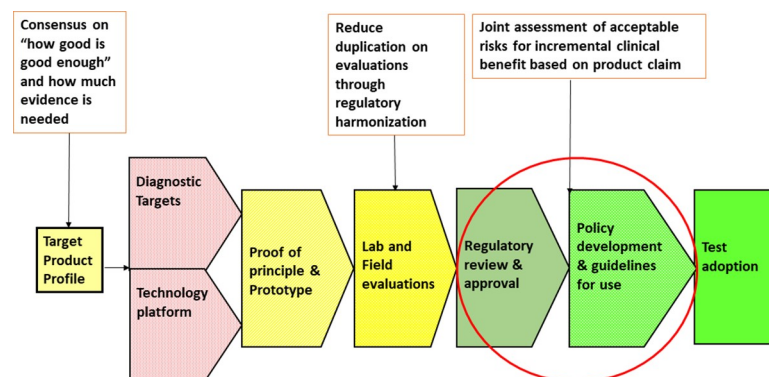 Consensus on
“how good is
good enough”
and how much
evidence is
needed
Reduce
duplication on
evaluations
through
regulatory
harmonization
Joint assessment of acceptable
risks for incremental clinical
benefit based on product claim
Target
Product
Profile
Diagnostic
Targets
Technology
platform
Proof of
principle &
Prototype
Lab and
Field
evaluations
Regulatory
review &
approval
Policy
development
& guidelines
for use
Test
adoption